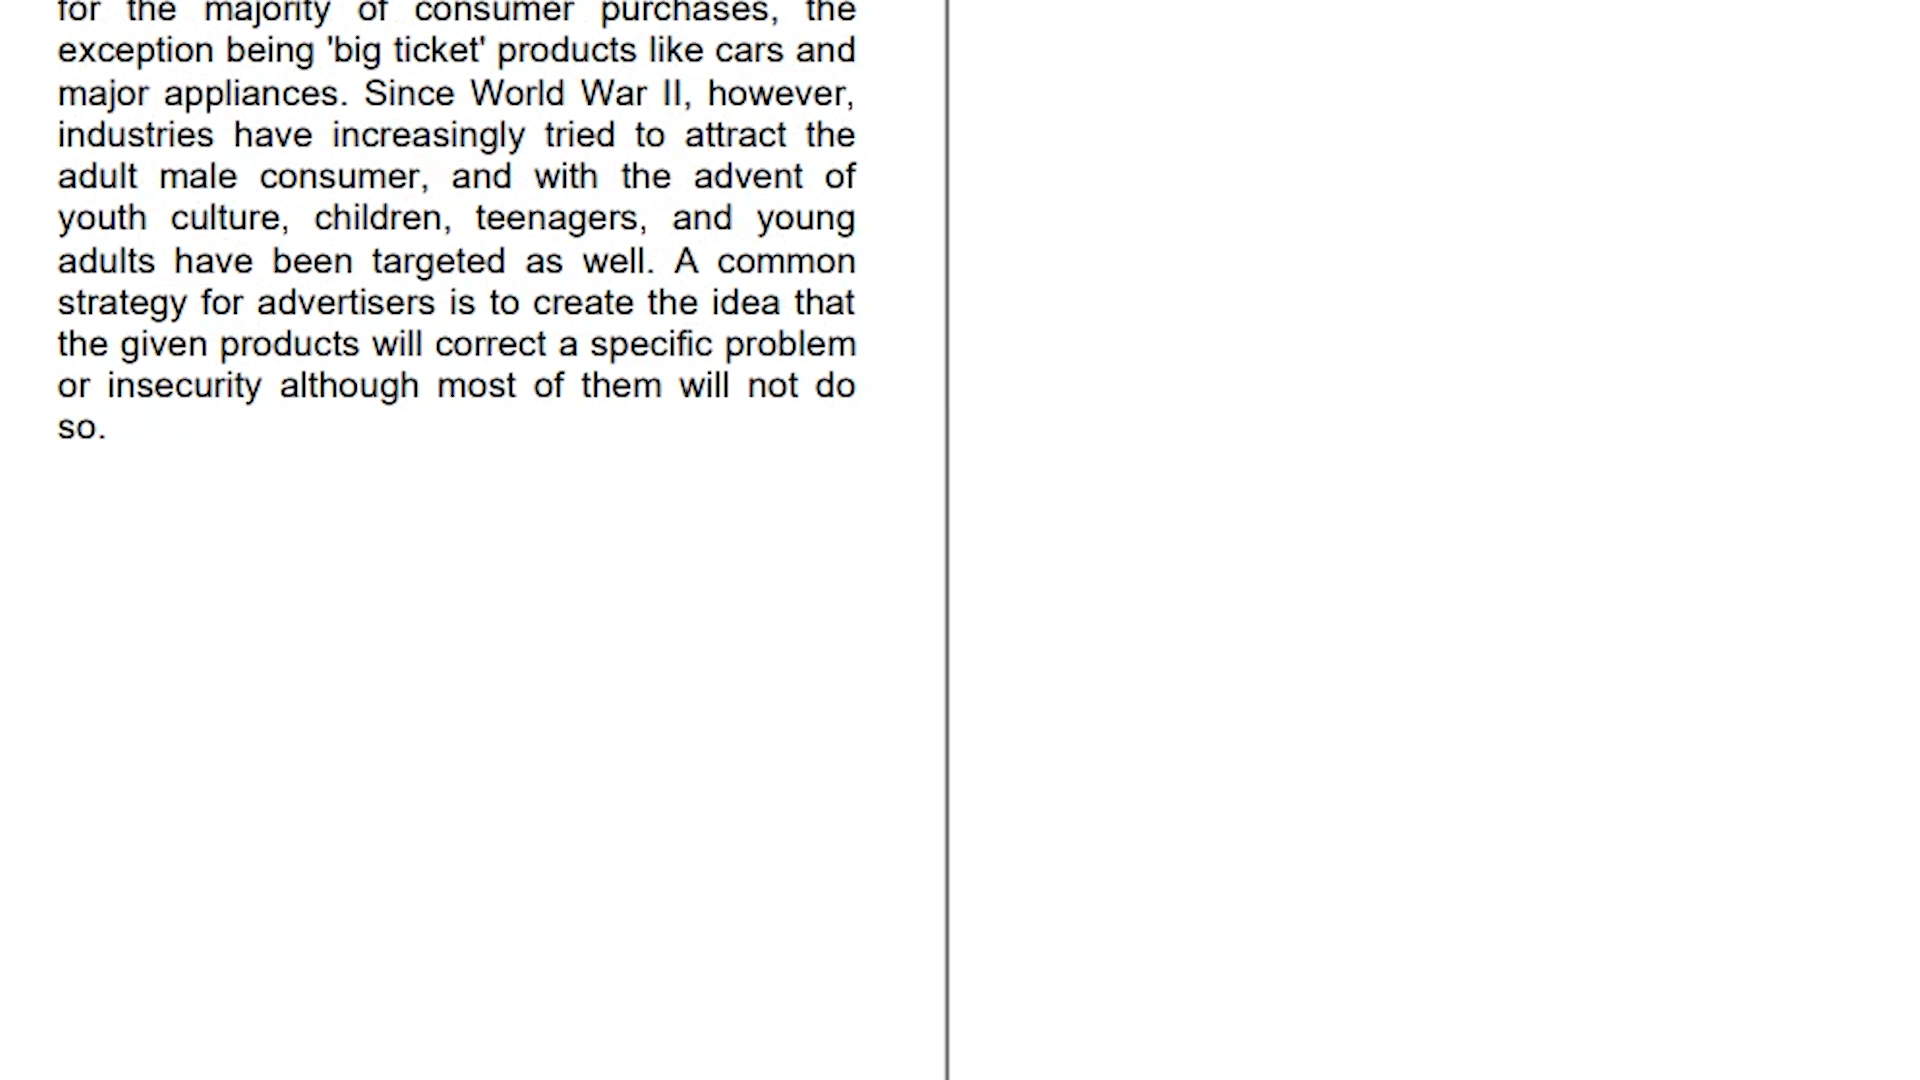 for the majority of consumer purchases, the
exception being 'big ticket' products like cars and
major appliances. Since World War II, however,
industries have increasingly tried to attract the
adult male consumer, and with the advent of
youth culture, children, teenagers, and young
adults have been targeted as well. A common
strategy for advertisers is to create the idea that
the given products will correct a specific problem
or insecurity although most of them will not do
so.